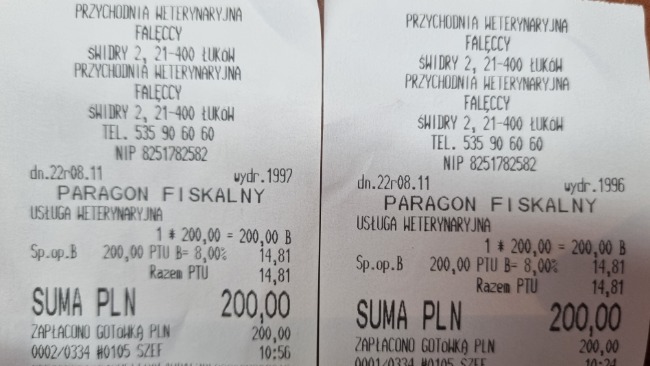 PRZYCHODNIA WETERYNARYJNA
FALĘCCY
ŚWIDRY 2, 21-400 ŁUKÓW
PRZYCHODNIA WETERYNARYJNA
FALĘCCY
ŚWIDRY 2, 21-400 ŁUKÓW
TEL. 535 90 60 60
NIP 8251782582
dn.22r08.11 wydr.1997
PARAGON FISKALNY
USŁUGA WETERYNARYJNA
1 * 200,00 = 200,00 B
Sp.op.B 200,00 PTU B= 8,00% 14,81
Razem PTU 14,81
SUMA PLN 200,00
ZAPŁACONO GOTÓWKĄ PLN 200,00
0002/0334 #0105 SZEF 10:56
PRZYCHODNIA WETERYNARYJNA
FALĘCCY
ŚWIDRY 2, 21-400 ŁUKÓW
PRZYCHODNIA WETERYNARYJNA
FALĘCCY
ŚWIDRY 2, 21-400 ŁUKÓW
TEL. 535 90 60 60
NIP 8251782582
dn.22r08.11 wydr.1996
PARAGON FISKALNY
USŁUGA WETERYNARYJNA
1 * 200,00 = 200,00 B
Sp.op.B 200,00 PTU B= 8,00% 14,81
Razem PTU 14,81
SUMA PLN 200,00
ZAPŁACONO GOTÓWKĄ PLN 200,00
#0105 SZEF